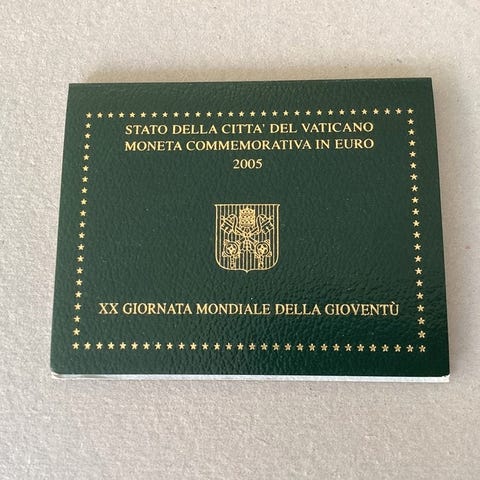 STATO DELLA CITTA' DEL VATICANO
MONETA COMMEMORATIVA IN EURO
2005
XX GIORNATA MONDIALE DELLA GIOVENTÙ